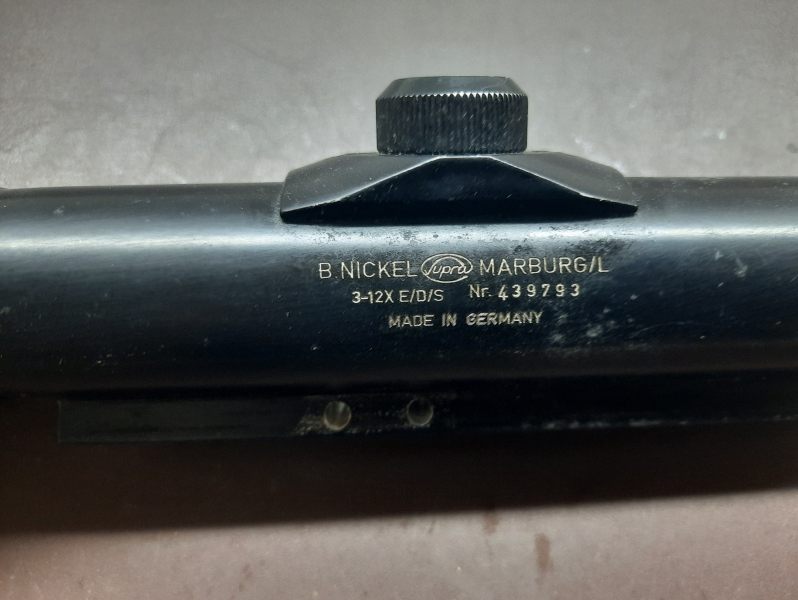 B. NICKEL Supra MARBURG/L
3-12X E/D/S Nr. 439793
MADE IN GERMANY